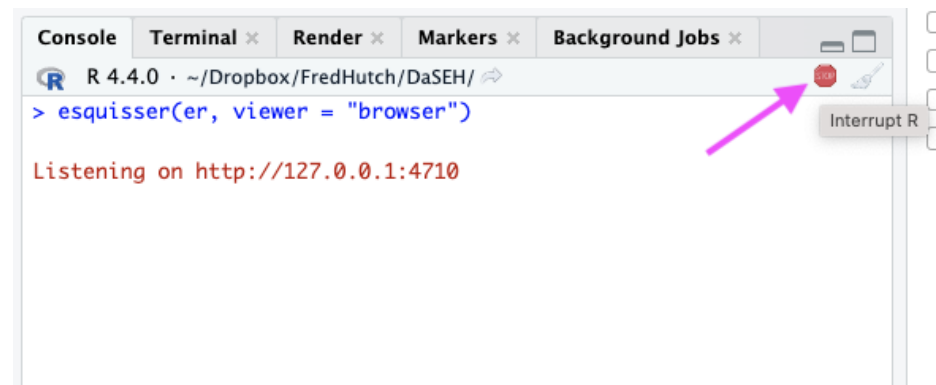 Console Terminal Render Markers Background Jobs
R R 4.4.0 · ~/Dropbox/FredHutch/DaSEH/
STOP
> esquisser(er, viewer = "browser")
Interrupt R
Listening on http://127.0.0.1:4710